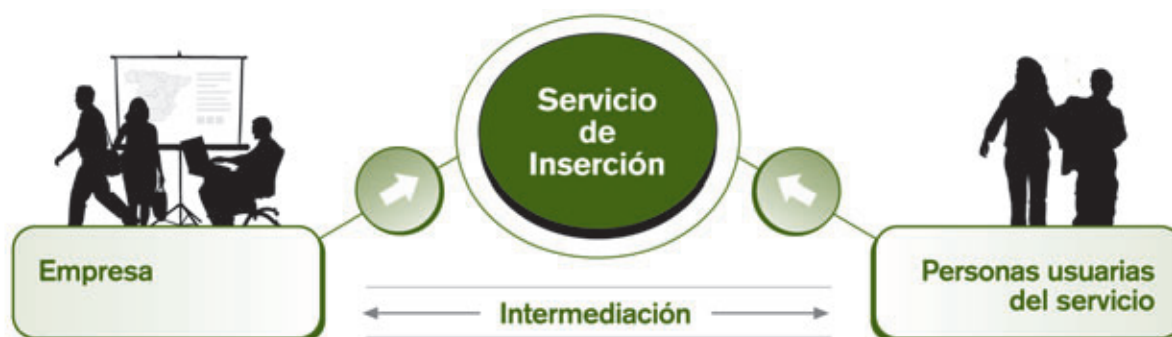 Servicio
de
Inserción
Empresa
Personas usuarias
del servicio
Intermediación